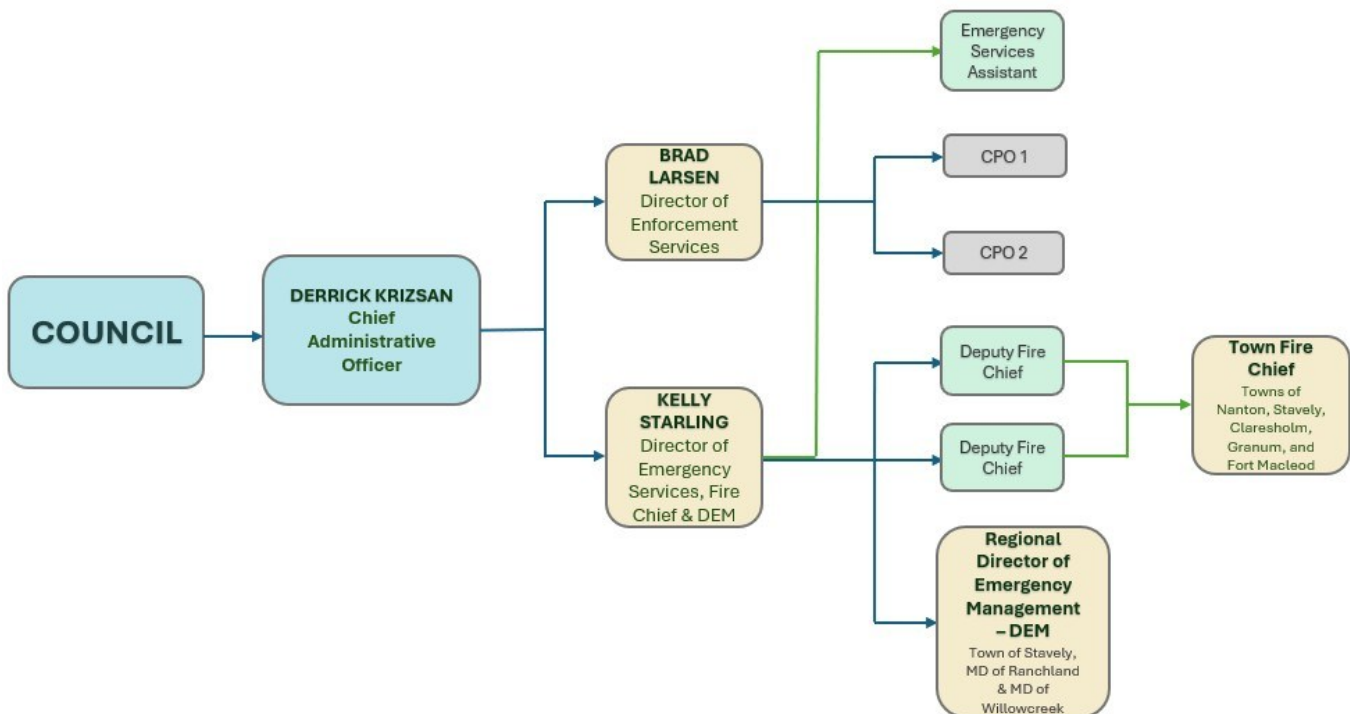 COUNCIL
DERRICK KRIZSAN
Chief
Administrative
Officer
BRAD
LARSEN
Director of
Enforcement
Services
KELLY
STARLING
Director of
Emergency
Services, Fire
Chief & DEM
Emergency
Services
Assistant
CPO 1
CPO 2
Deputy Fire
Chief
Deputy Fire
Chief
Regional
Director of
Emergency
Management
– DEM
Town of Stavely,
MD of Ranchland
& MD of
Willowcreek
Town Fire
Chief
Towns of
Nanton, Stavely,
Claresholm,
Granum, and
Fort Macleod